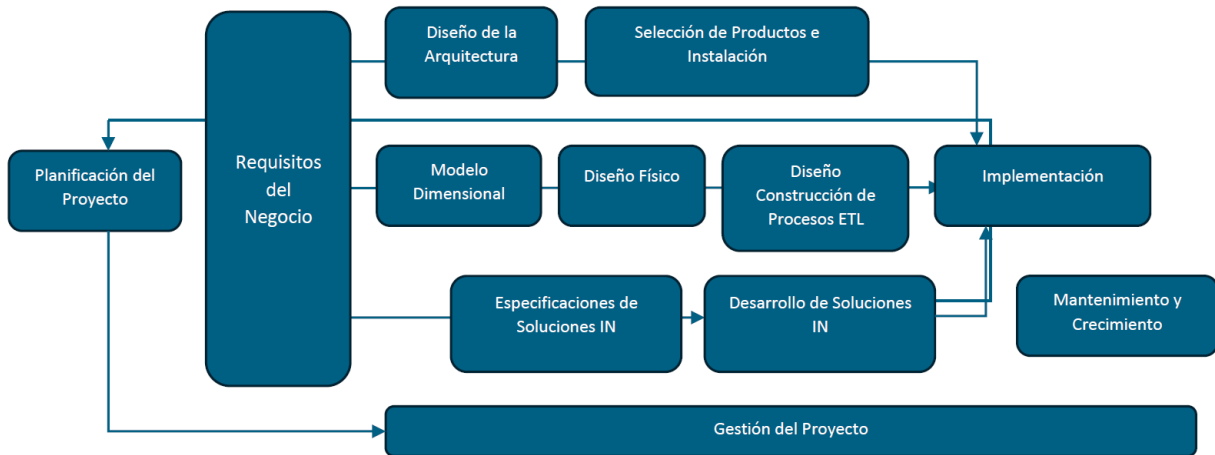 Diseño de la
Arquitectura
Selección de Productos e
Instalación
Planificación del
Proyecto
Requisitos
del
Negocio
Modelo
Dimensional
Diseño Físico
Diseño
Construcción de
Procesos ETL
Implementación
Especificaciones de
Soluciones IN
Desarrollo de Soluciones
IN
Mantenimiento y
Crecimiento
Gestión del Proyecto